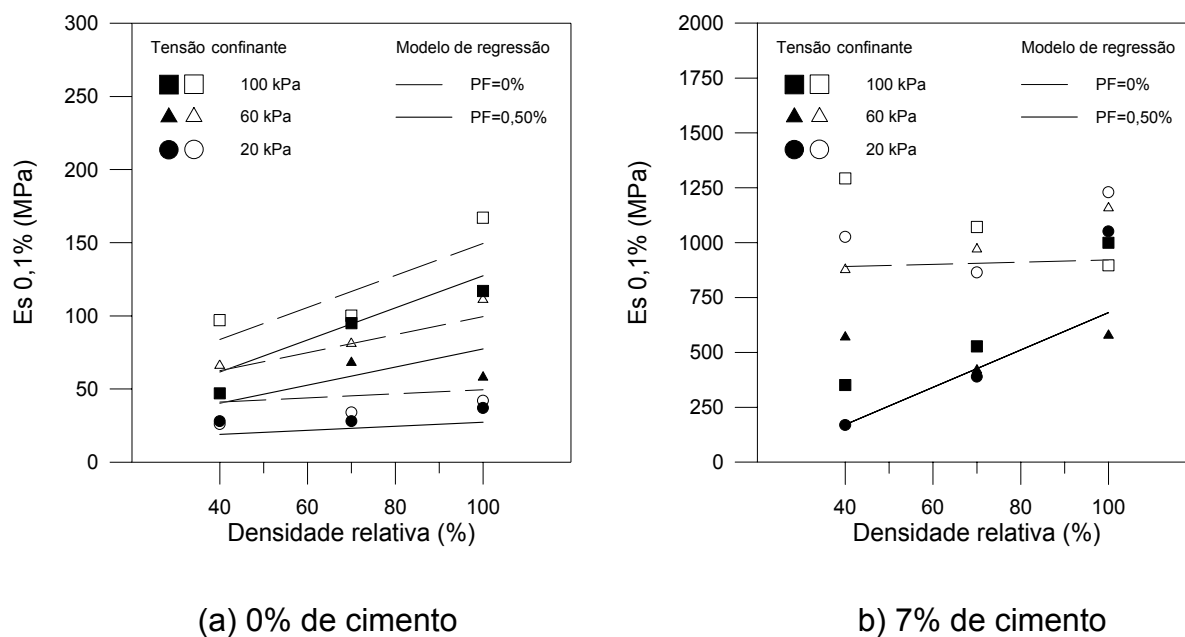 300
250
200
150
100
50
0
Es 0,1% (MPa)
Tensão confinante
100 kPa
60 kPa
20 kPa
Modelo de regressão
PF=0%
PF=0,50%
40 60 80 100
Densidade relativa (%)
(a) 0% de cimento
2000
1750
1500
1250
1000
750
500
250
0
Es 0,1% (MPa)
Tensão confinante
100 kPa
60 kPa
20 kPa
Modelo de regressão
PF=0%
PF=0,50%
40 60 80 100
Densidade relativa (%)
b) 7% de cimento